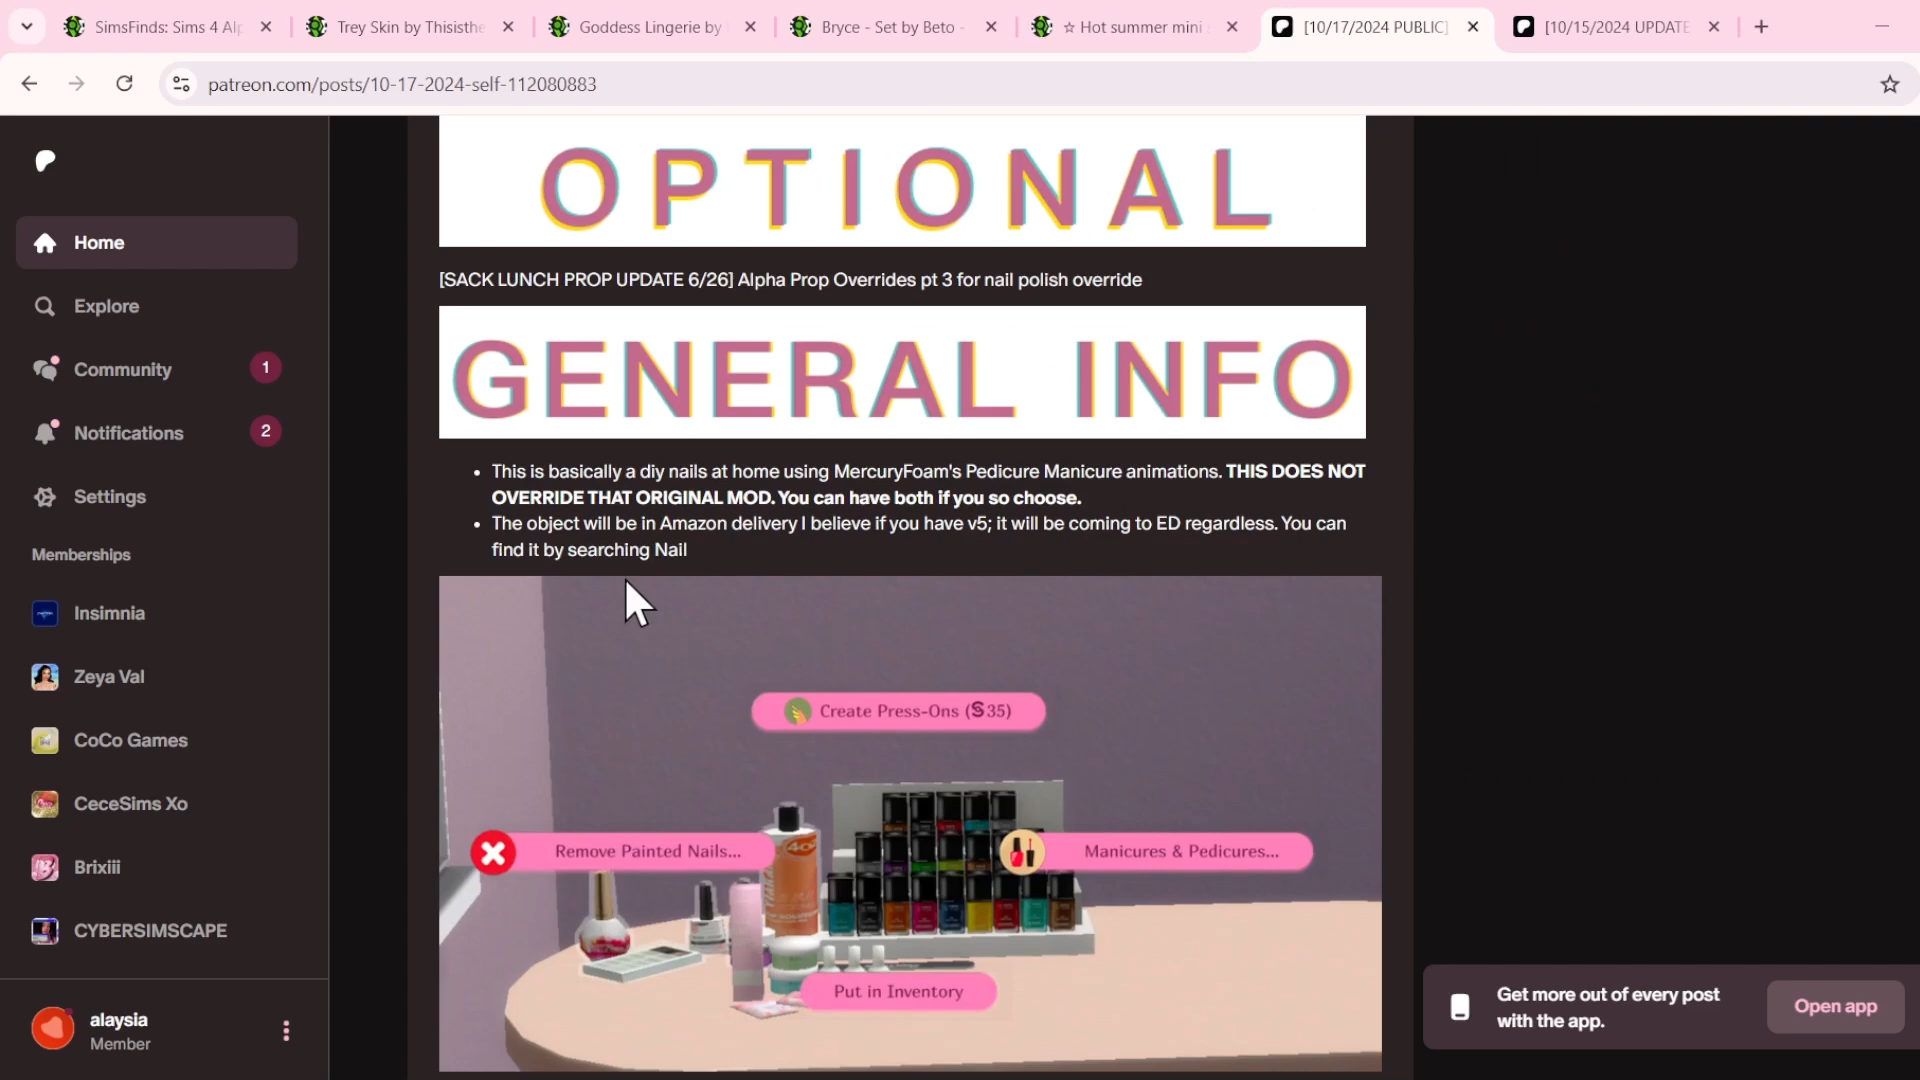 SimsFinds: Sims 4 Alp
Trey Skin by Thisisthe
Goddess Lingerie by
Bryce - Set by Beto -
☆ Hot summer mini
[10/17/2024 PUBLIC]
[10/15/2024 UPDATE
patreon.com/posts/10-17-2024-self-112080883
Home
Explore
Community 1
Notifications 2
Settings
Memberships
Insimnia
Zeya Val
CoCo Games
CeceSims Xo
Brixiii
CYBERSIMSCAPE
alaysia
Member
OPTIONAL
[SACK LUNCH PROP UPDATE 6/26] Alpha Prop Overrides pt 3 for nail polish override
GENERAL INFO
• This is basically a diy nails at home using MercuryFoam's Pedicure Manicure animations. THIS DOES NOT
OVERRIDE THAT ORIGINAL MOD. You can have both if you so choose.
• The object will be in Amazon delivery I believe if you have v5; it will be coming to ED regardless. You can
find it by searching Nail
Create Press-Ons (§35)
Remove Painted Nails...
Manicures & Pedicures...
Put in Inventory
Get more out of every post
with the app.
Open app